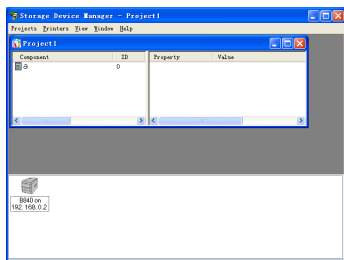 Storage Device Manager - Project1
Projects Printers View Window Help
Project1
Component ID Property Value
a 0
B840 on
192.168.0.2